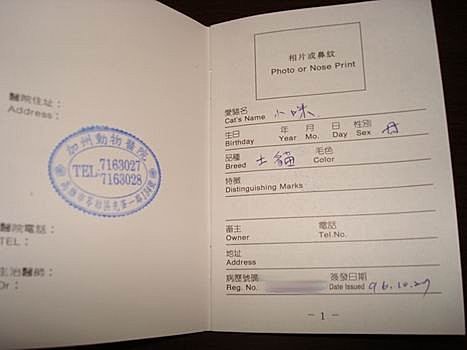 醫院住址：
Address：
加州動物醫院
TEL 7163027
7163028
醫院電話：
TEL：
主治醫師：
Dr：
相片或鼻紋
Photo or Nose Print
愛貓名
Cat's Name 小咪
生日 年 月 日 性別
Birthday Year Mo. Day Sex 母
品種 毛色
Breed 土貓 Color
特徵
Distinguishing Marks
畜主 電話
Owner Tel.No.
地址
Address
病歷號碼 簽發日期
Reg. No. Date Issued 96.10.27
- 1 -